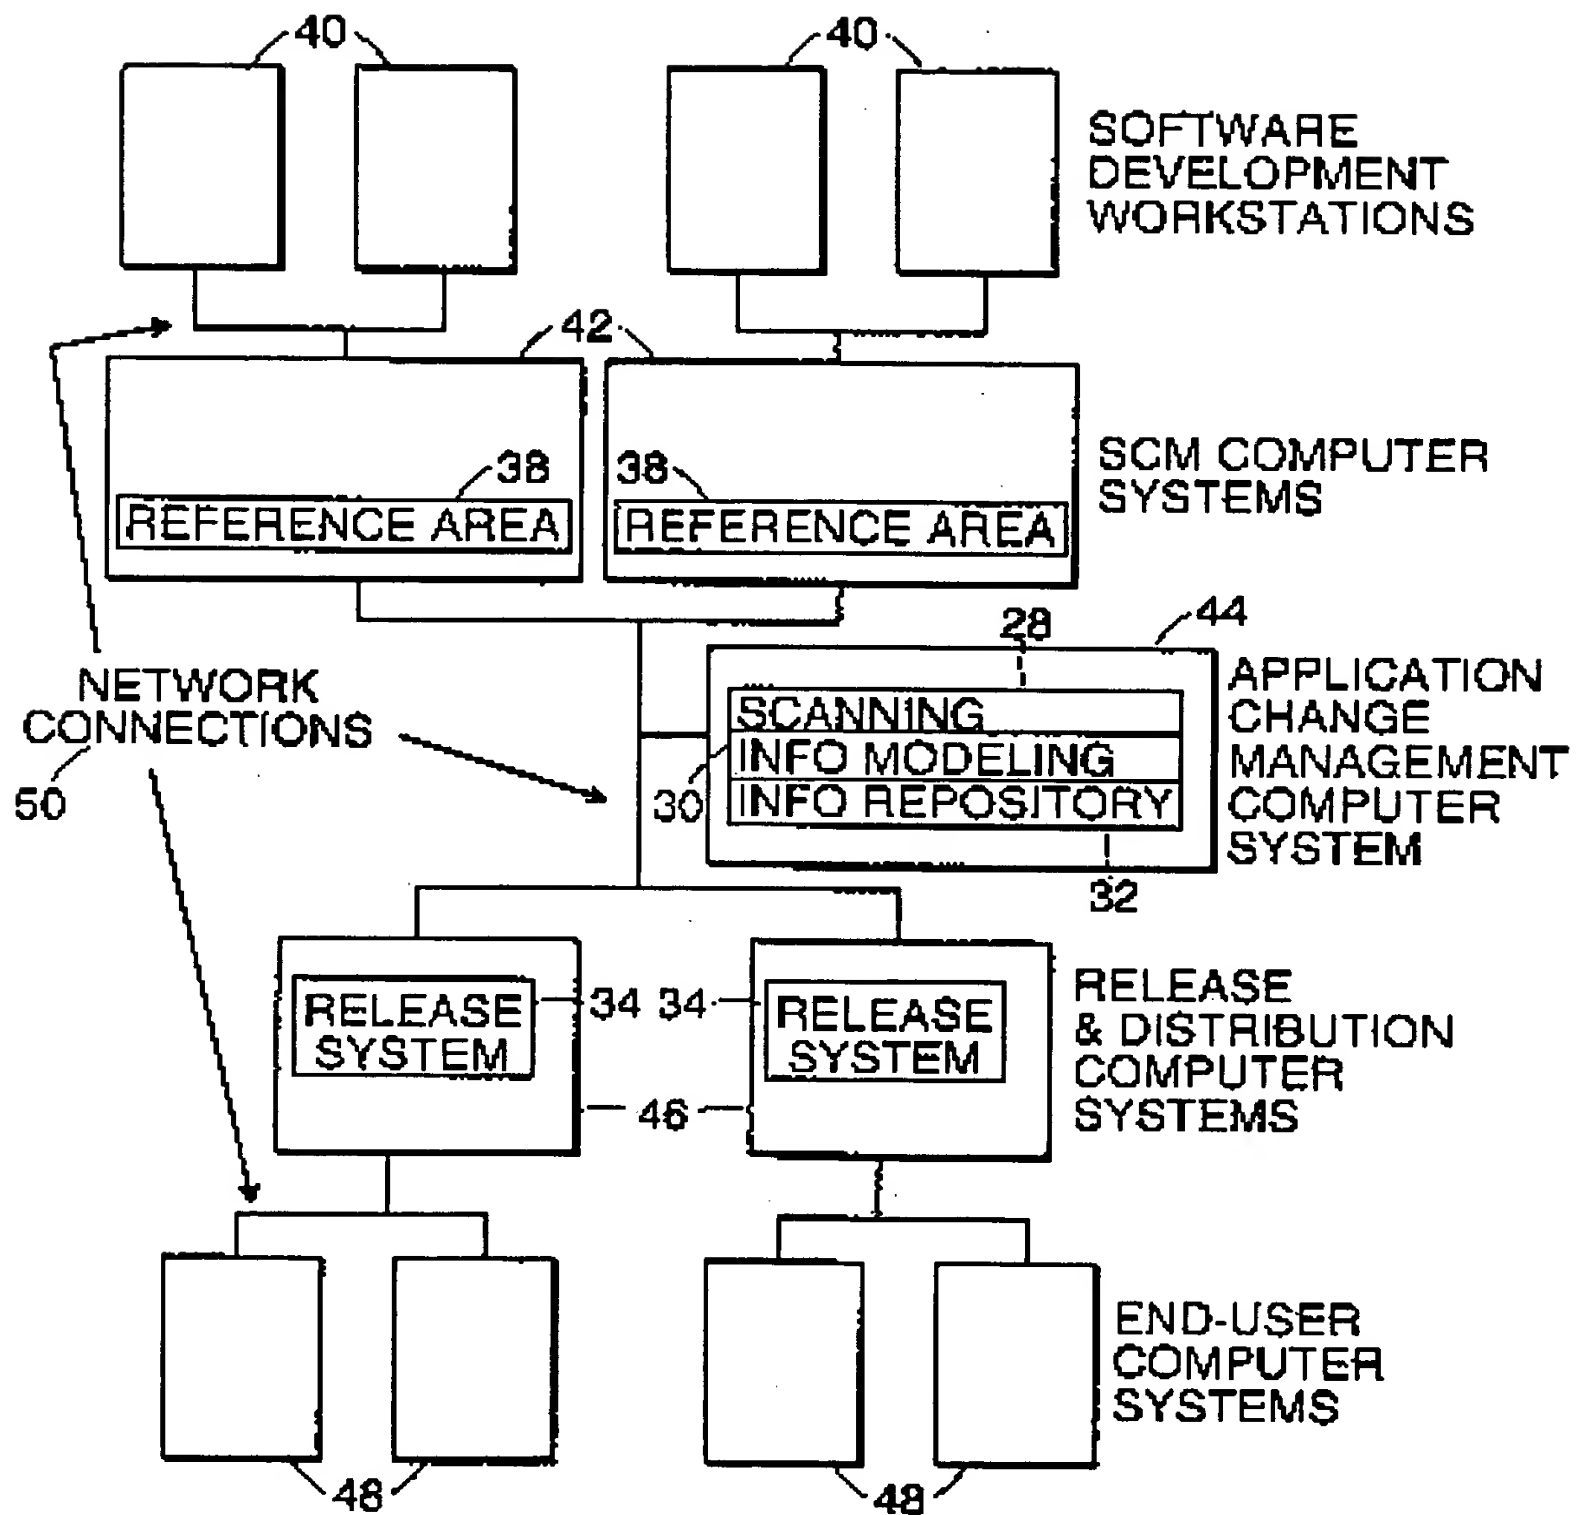 40
40
SOFTWARE
DEVELOPMENT
WORKSTATIONS
42
38
38
REFERENCE AREA
REFERENCE AREA
SCM COMPUTER
SYSTEMS
28
44
NETWORK
CONNECTIONS
50
SCANNING
INFO MODELING
INFO REPOSITORY
30
32
APPLICATION
CHANGE
MANAGEMENT
COMPUTER
SYSTEM
RELEASE
SYSTEM
34
34
RELEASE
SYSTEM
46
RELEASE
& DISTRIBUTION
COMPUTER
SYSTEMS
END-USER
COMPUTER
SYSTEMS
48
48